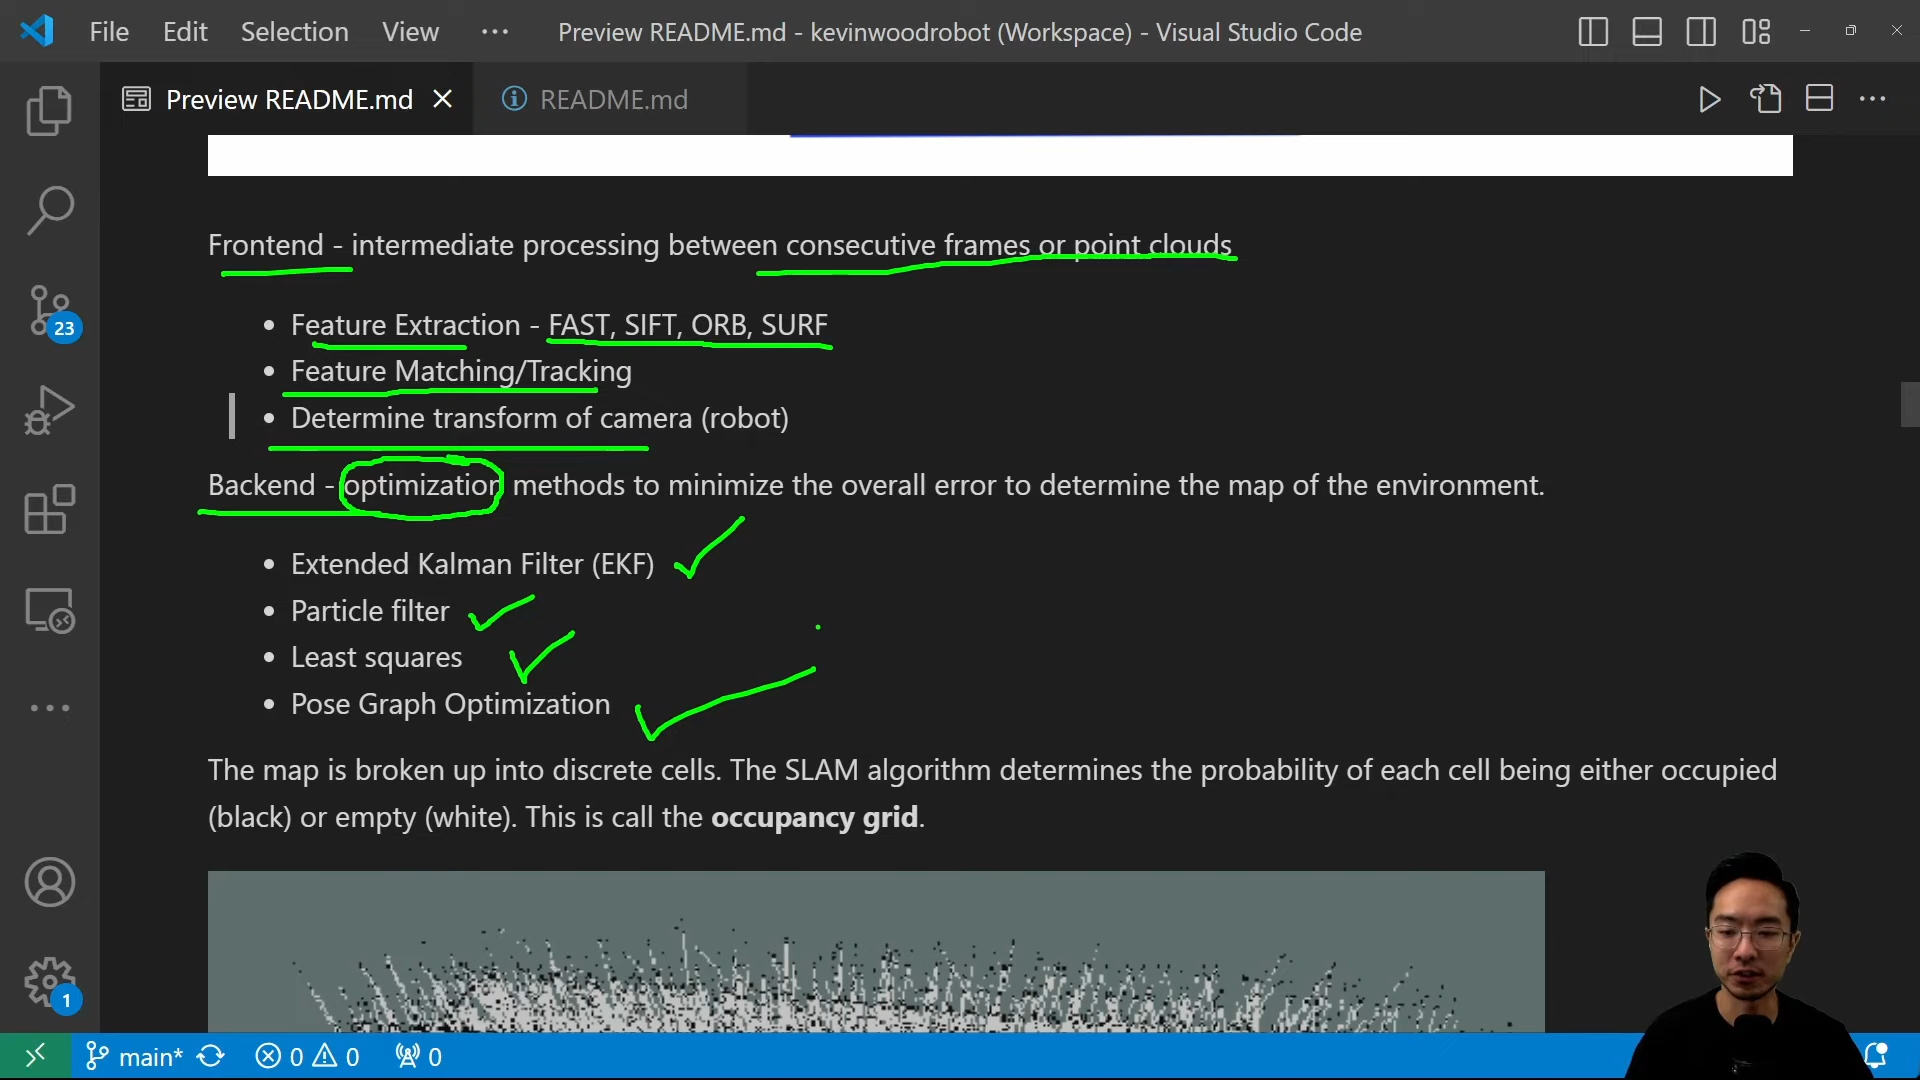 File Edit Selection View ··· Preview README.md - kevinwoodrobot (Workspace) - Visual Studio Code
Preview README.md README.md
Frontend - intermediate processing between consecutive frames or point clouds
• Feature Extraction - FAST, SIFT, ORB, SURF
• Feature Matching/Tracking
• Determine transform of camera (robot)
Backend - optimization methods to minimize the overall error to determine the map of the environment.
• Extended Kalman Filter (EKF)
• Particle filter
• Least squares
• Pose Graph Optimization
The map is broken up into discrete cells. The SLAM algorithm determines the probability of each cell being either occupied
(black) or empty (white). This is call the occupancy grid.
23
1
main* 0 0 0